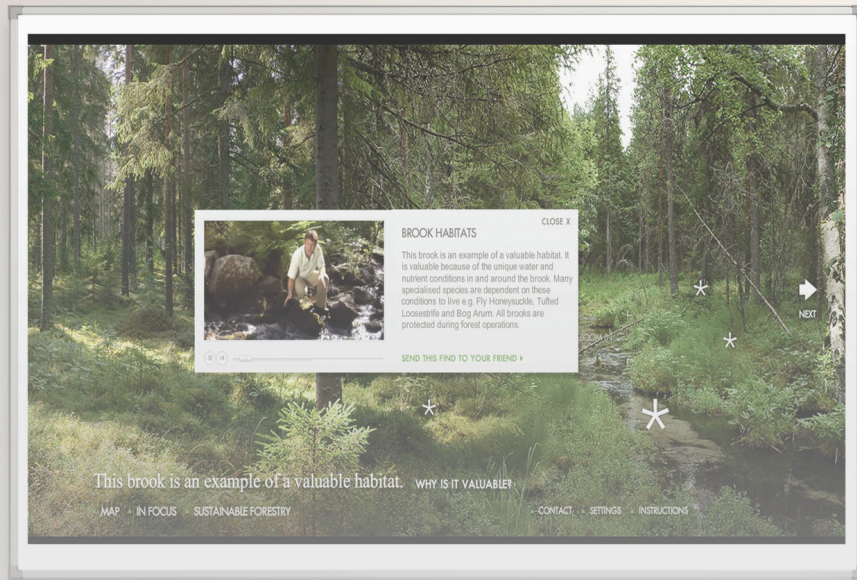 CLOSE X
BROOK HABITATS
This brook is an example of a valuable habitat. It
is valuable because of the unique water and
nutrient conditions in and around the brook. Many
specialised species are dependent on these
conditions to live e.g. Fly Honeysuckle, Tufted
Loosestrife and Bog Arum. All brooks are
protected during forest operations.
SEND THIS FIND TO YOUR FRIEND
ZOOM IN
NEXT
This brook is an example of a valuable habitat. WHY IS IT VALUABLE?
MAP IN FOCUS SUSTAINABLE FORESTRY CONTACT SETTINGS INSTRUCTIONS